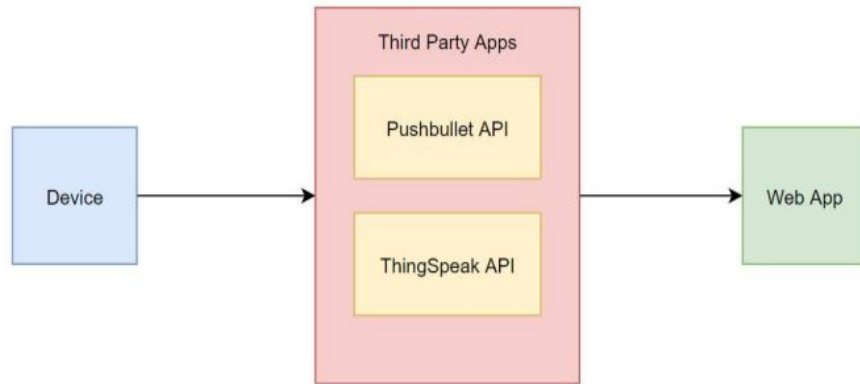 Third Party Apps
Pushbullet API
Device
Web App
ThingSpeak API